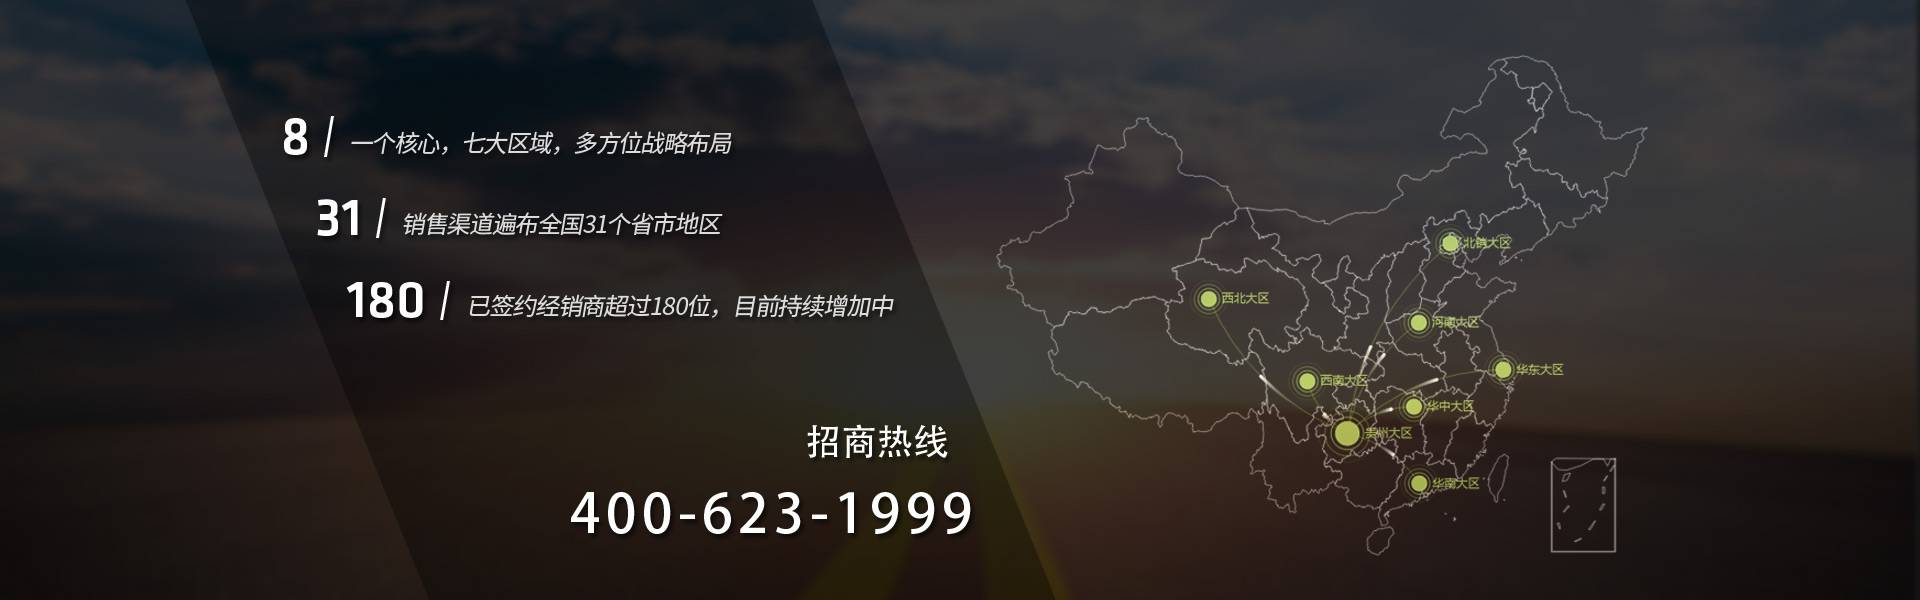 8 / 一个核心，七大区域，多方位战略布局
31 / 销售渠道遍布全国31个省市地区
180 / 已签约经销商超过180位，目前持续增加中
招商热线
400-623-1999
北镇大区
西北大区
河南大区
华东大区
西南大区
华中大区
贵州大区
华南大区